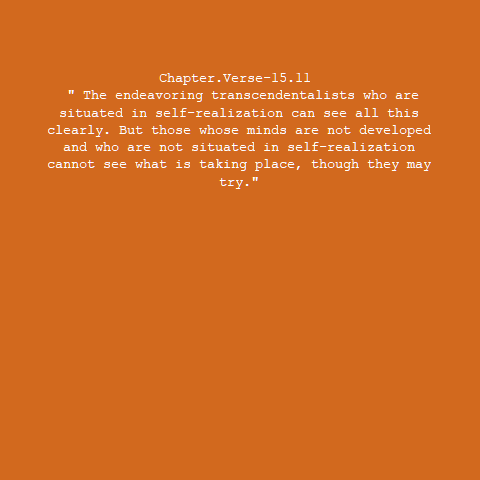 Chapter.Verse-15.11
" The endeavoring transcendentalists who are
situated in self-realization can see all this
clearly. But those whose minds are not developed
and who are not situated in self-realization
cannot see what is taking place, though they may
try."